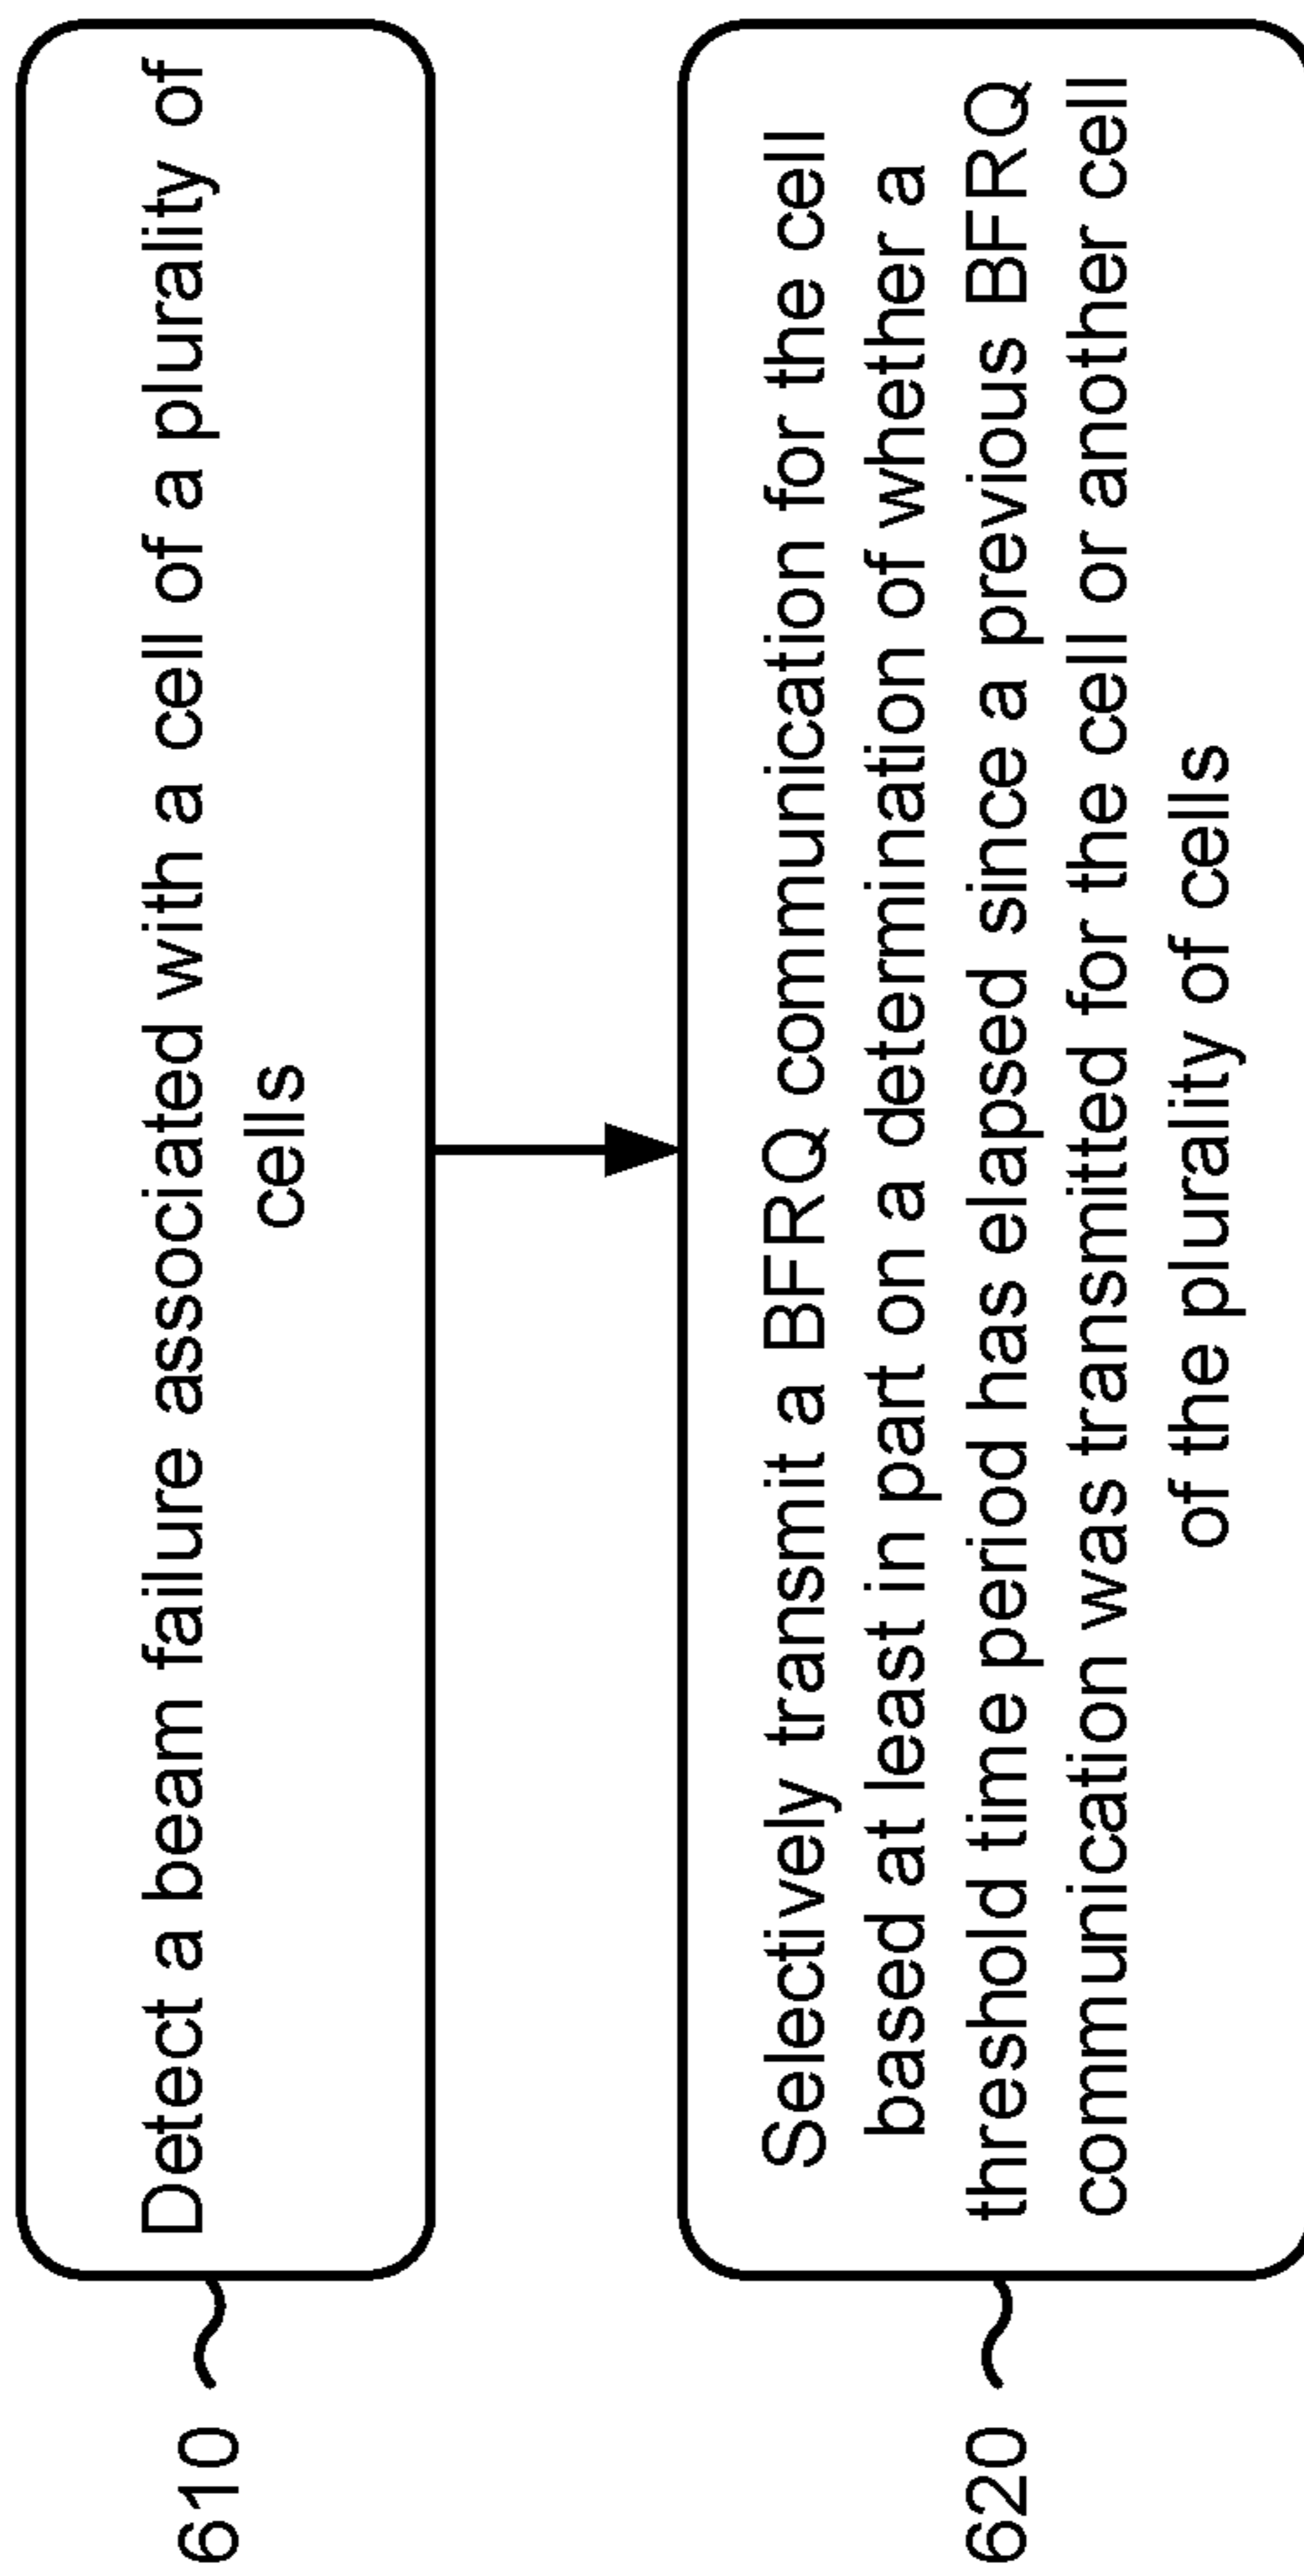 610
Detect a beam failure associated with a cell of a plurality of
cells
620
Selectively transmit a BFRQ communication for the cell
based at least in part on a determination of whether a
threshold time period has elapsed since a previous BFRQ
communication was transmitted for the cell or another cell
of the plurality of cells